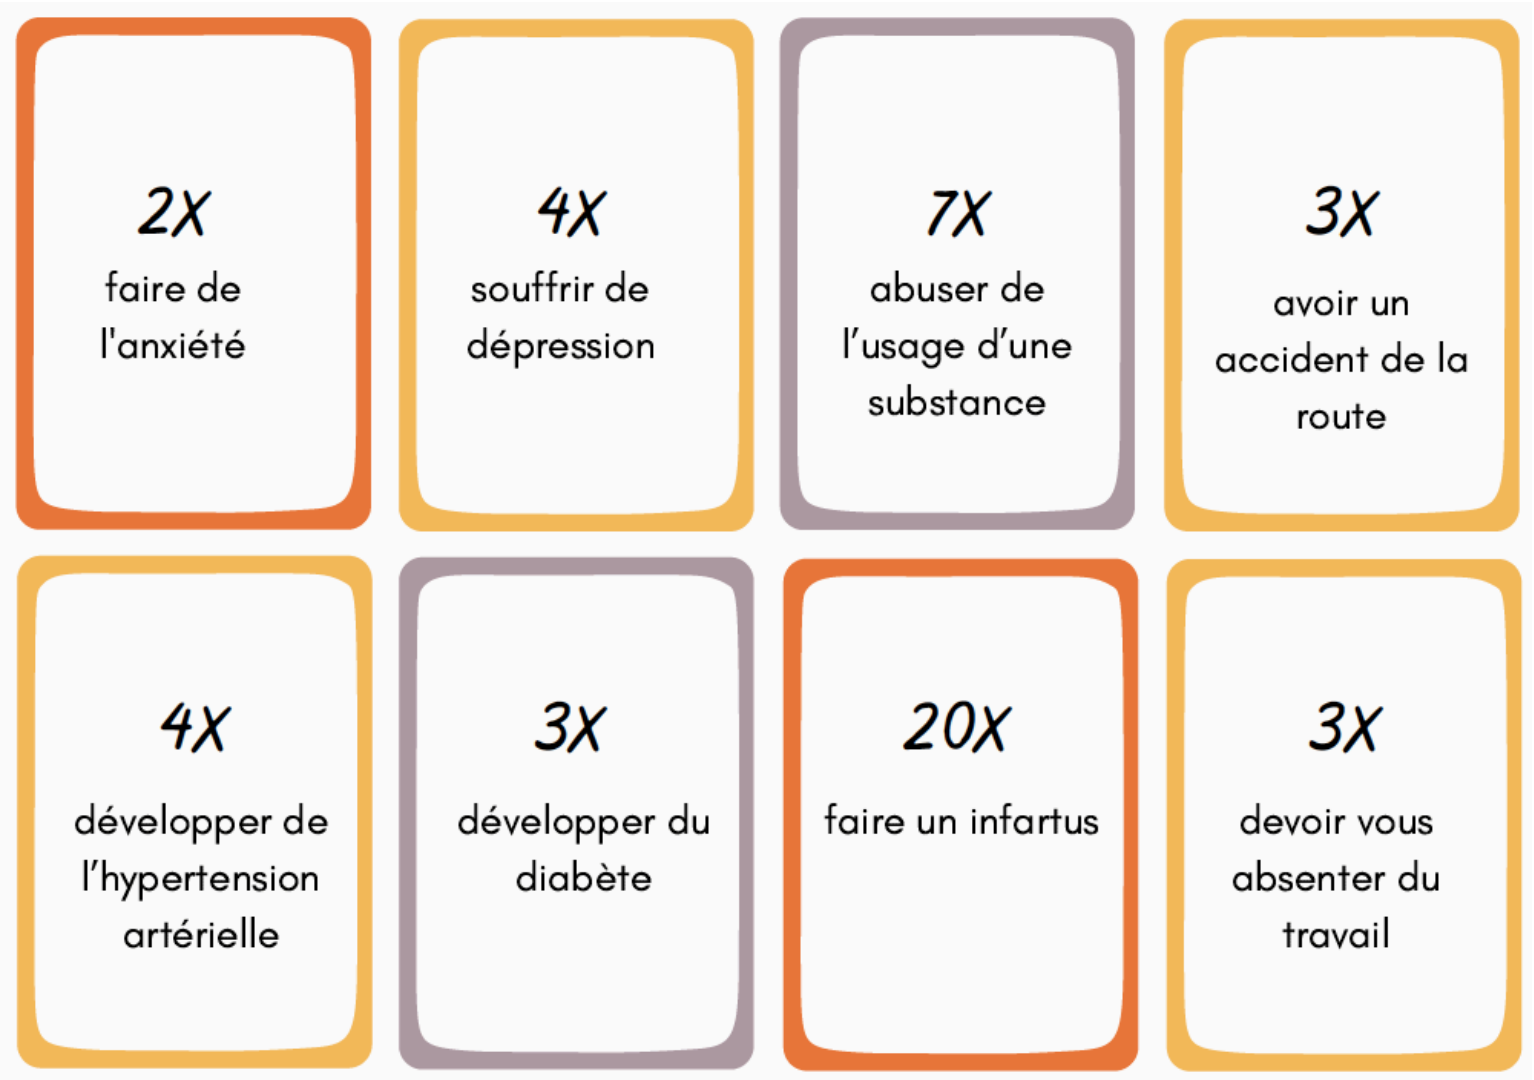 2X
faire de
l'anxiété
4X
souffrir de
dépression
7X
abuser de
l’usage d’une
substance
3X
avoir un
accident de la
route
4X
développer de
l’hypertension
artérielle
3X
développer du
diabète
20X
faire un infartus
3X
devoir vous
absenter du
travail